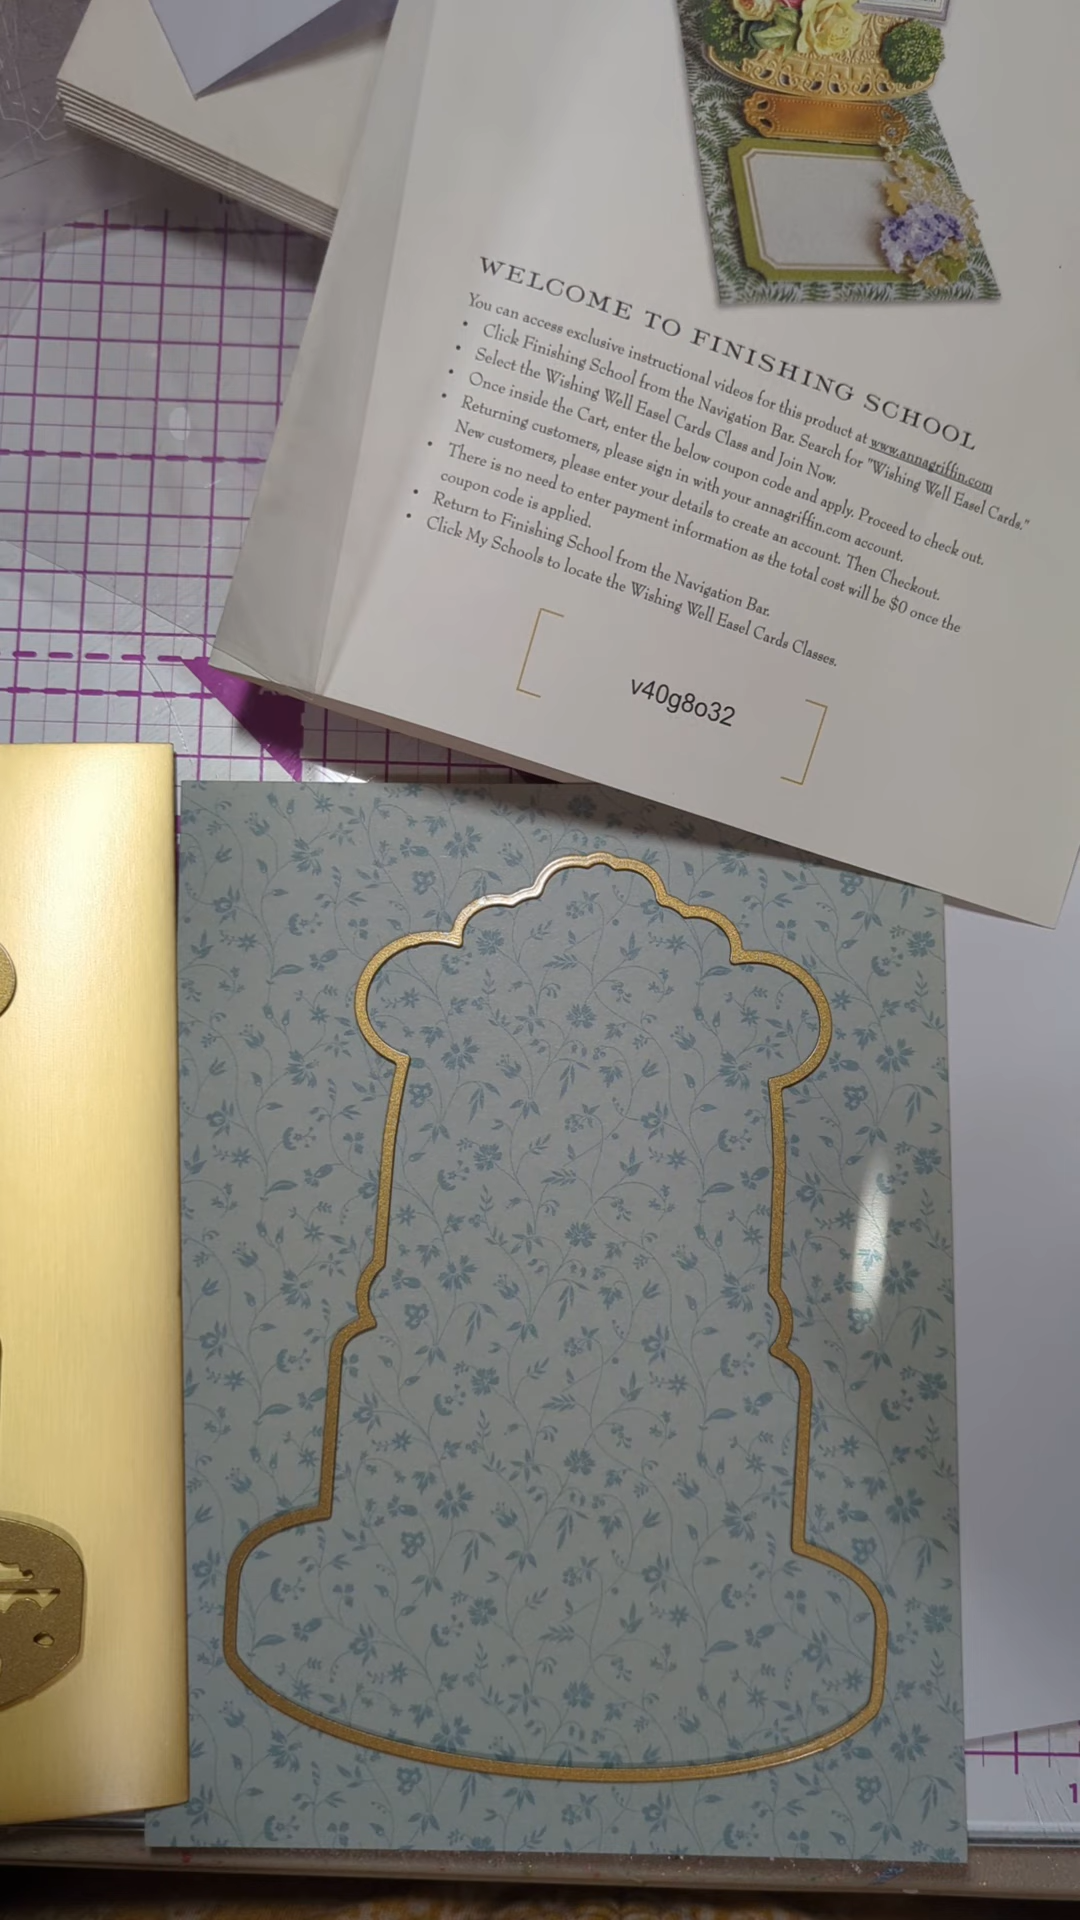 WELCOME TO FINISHING SCHOOL
You can access exclusive instructional videos for this product at www.annagriffin.com
• Click Finishing School from the Navigation Bar. Search for "Wishing Well Easel Cards."
• Select the Wishing Well Easel Cards Class and Join Now.
• Once inside the Cart, enter the below coupon code and apply. Proceed to check out.
• Returning customers, please sign in with your annagriffin.com account.
New customers, please enter your details to create an account. Then Checkout.
• There is no need to enter payment information as the total cost will be $0 once the
coupon code is applied.
• Return to Finishing School from the Navigation Bar.
• Click My Schools to locate the Wishing Well Easel Cards Classes.
v40g8o32